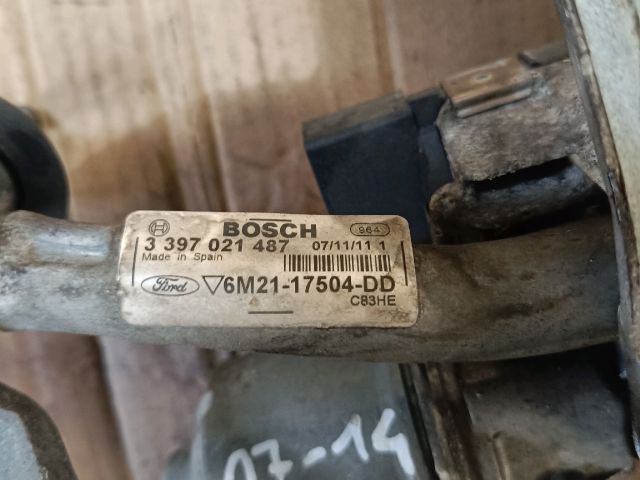 BOSCH 964
3 397 021 487 07/11/11 1
Made in Spain
Ford ▽6M21-17504-DD
C83HE
07-14